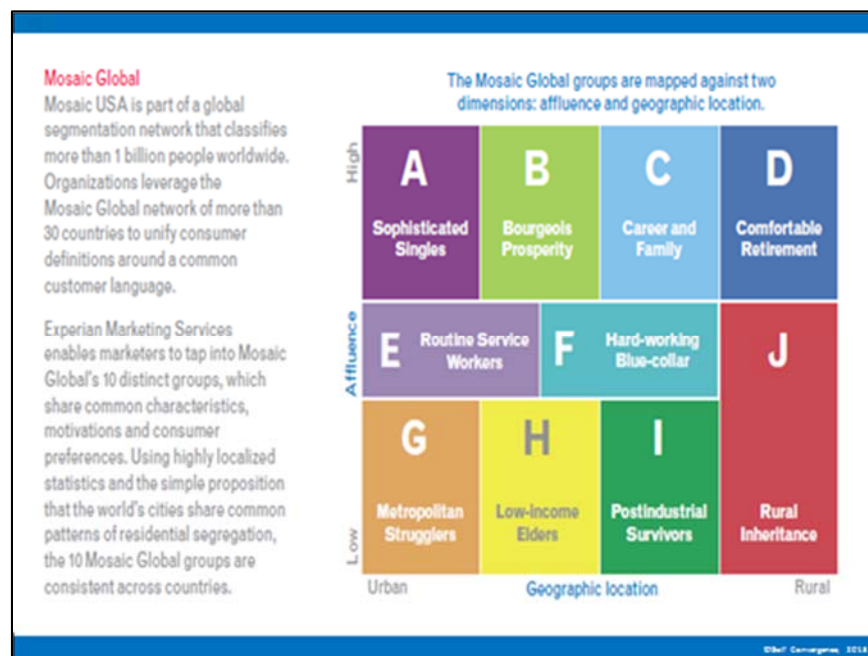 Mosaic Global
Mosaic USA is part of a global
segmentation network that classifies
more than 1 billion people worldwide.
Organizations leverage the
Mosaic Global network of more than
30 countries to unify consumer
definitions around a common
customer language.
Experian Marketing Services
enables marketers to tap into Mosaic
Global's 10 distinct groups, which
share common characteristics,
motivations and consumer
preferences. Using highly localized
statistics and the simple proposition
that the world's cities share common
patterns of residential segregation,
the 10 Mosaic Global groups are
consistent across countries.
The Mosaic Global groups are mapped against two
dimensions: affluence and geographic location.
High
Affluence
Low
A
Sophisticated
Singles
B
Bourgeois
Prosperity
C
Career and
Family
D
Comfortable
Retirement
E
Routine Service
Workers
F
Hard-working
Blue-collar
J
Rural
Inheritance
G
Metropolitan
Strugglers
H
Low-income
Elders
I
Postindustrial
Survivors
Urban
Geographic location
Rural